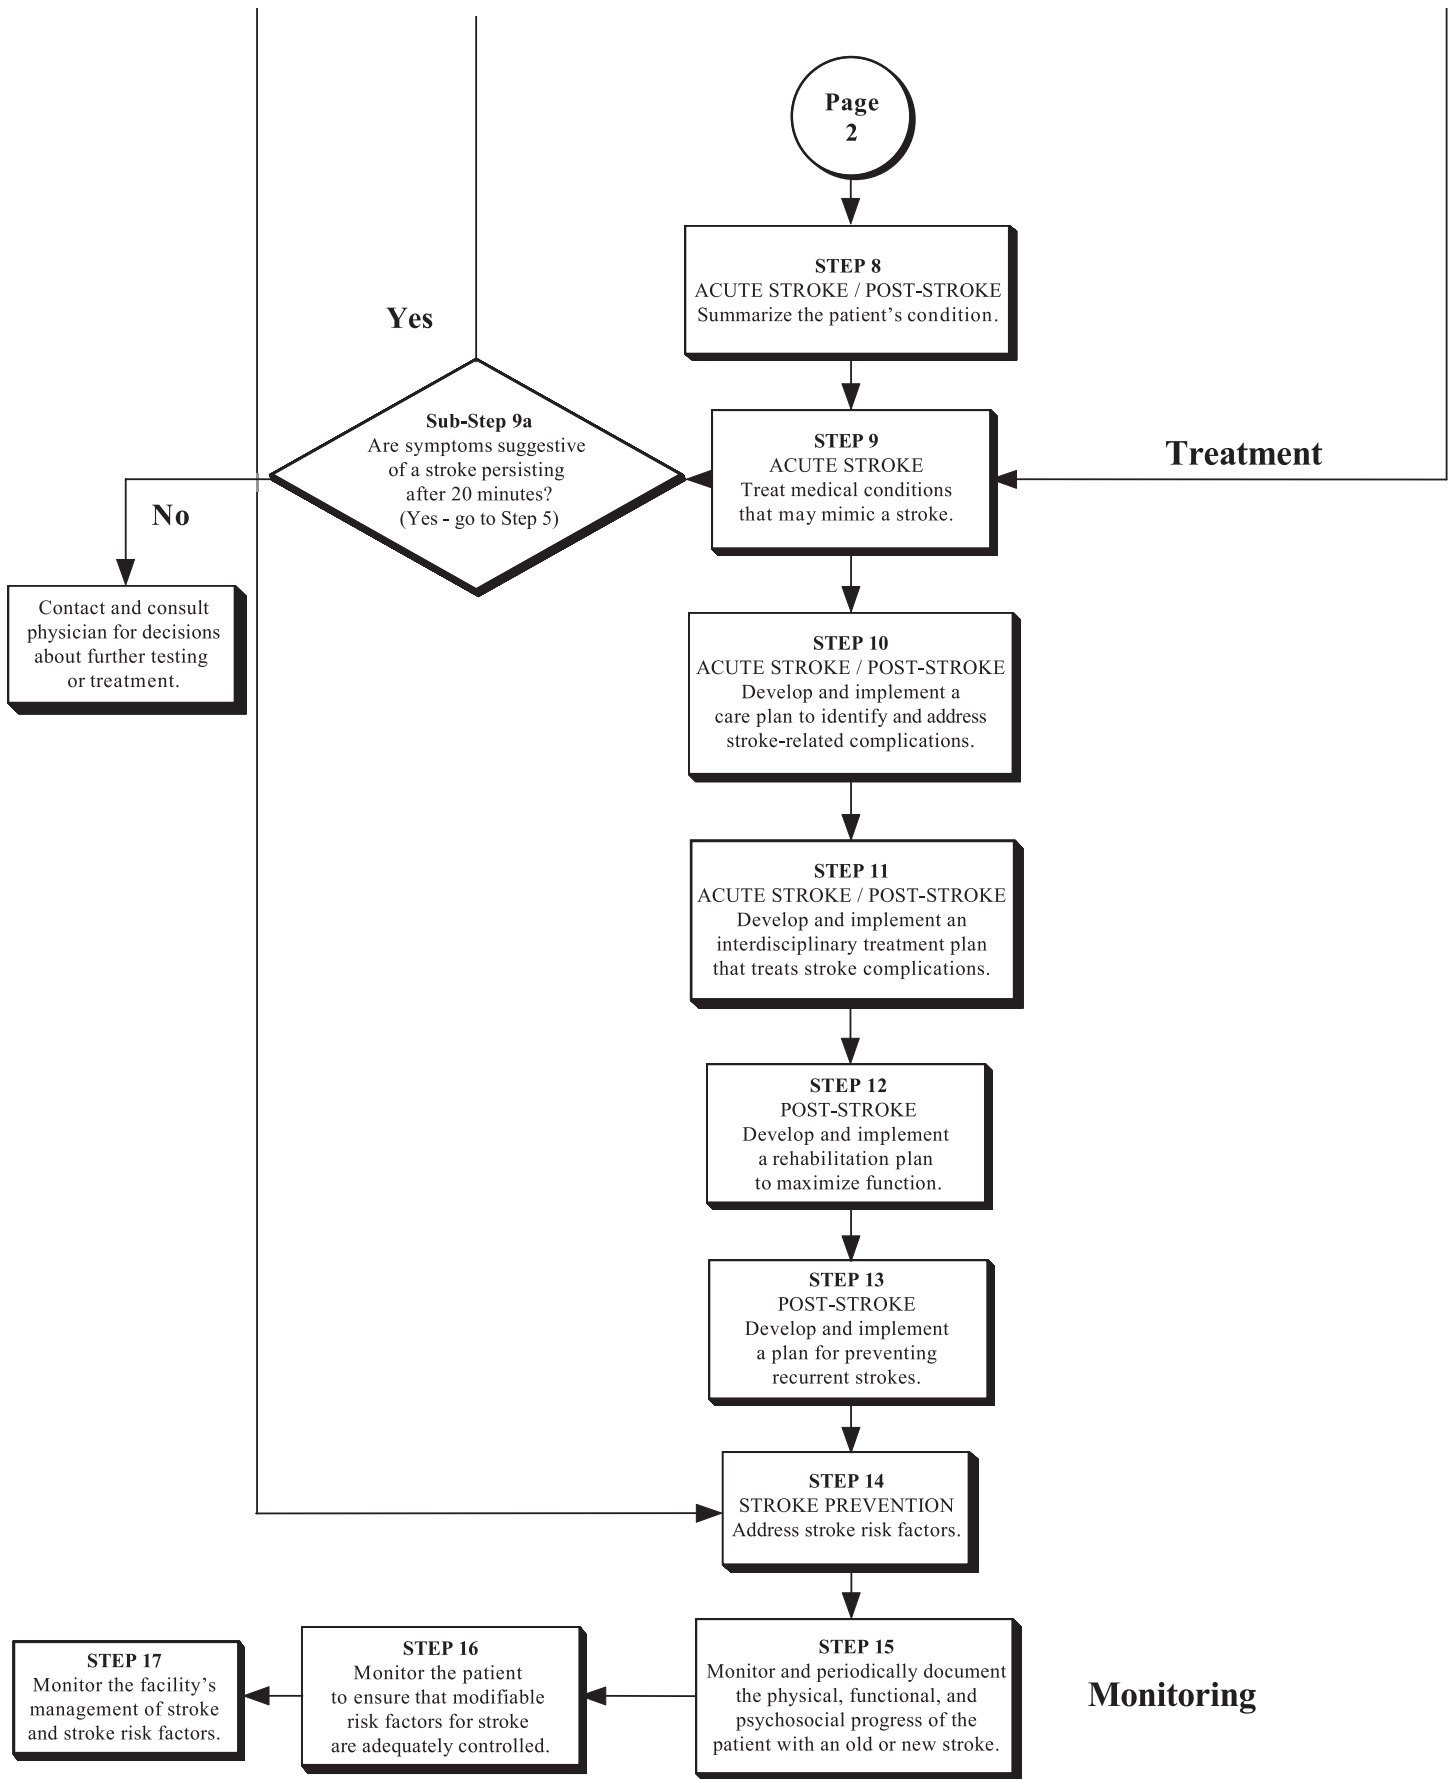 Page
2
STEP 8
ACUTE STROKE / POST-STROKE
Summarize the patient's condition.
Yes
Sub-Step 9a
Are symptoms suggestive
of a stroke persisting
after 20 minutes?
(Yes - go to Step 5)
STEP 9
ACUTE STROKE
Treat medical conditions
that may mimic a stroke.
Treatment
No
Contact and consult
physician for decisions
about further testing
or treatment.
STEP 10
ACUTE STROKE / POST-STROKE
Develop and implement a
care plan to identify and address
stroke-related complications.
STEP 11
ACUTE STROKE / POST-STROKE
Develop and implement an
interdisciplinary treatment plan
that treats stroke complications.
STEP 12
POST-STROKE
Develop and implement
a rehabilitation plan
to maximize function.
STEP 13
POST-STROKE
Develop and implement
a plan for preventing
recurrent strokes.
STEP 14
STROKE PREVENTION
Address stroke risk factors.
STEP 15
Monitor and periodically document
the physical, functional, and
psychosocial progress of the
patient with an old or new stroke.
Monitoring
STEP 16
Monitor the patient
to ensure that modifiable
risk factors for stroke
are adequately controlled.
STEP 17
Monitor the facility's
management of stroke
and stroke risk factors.